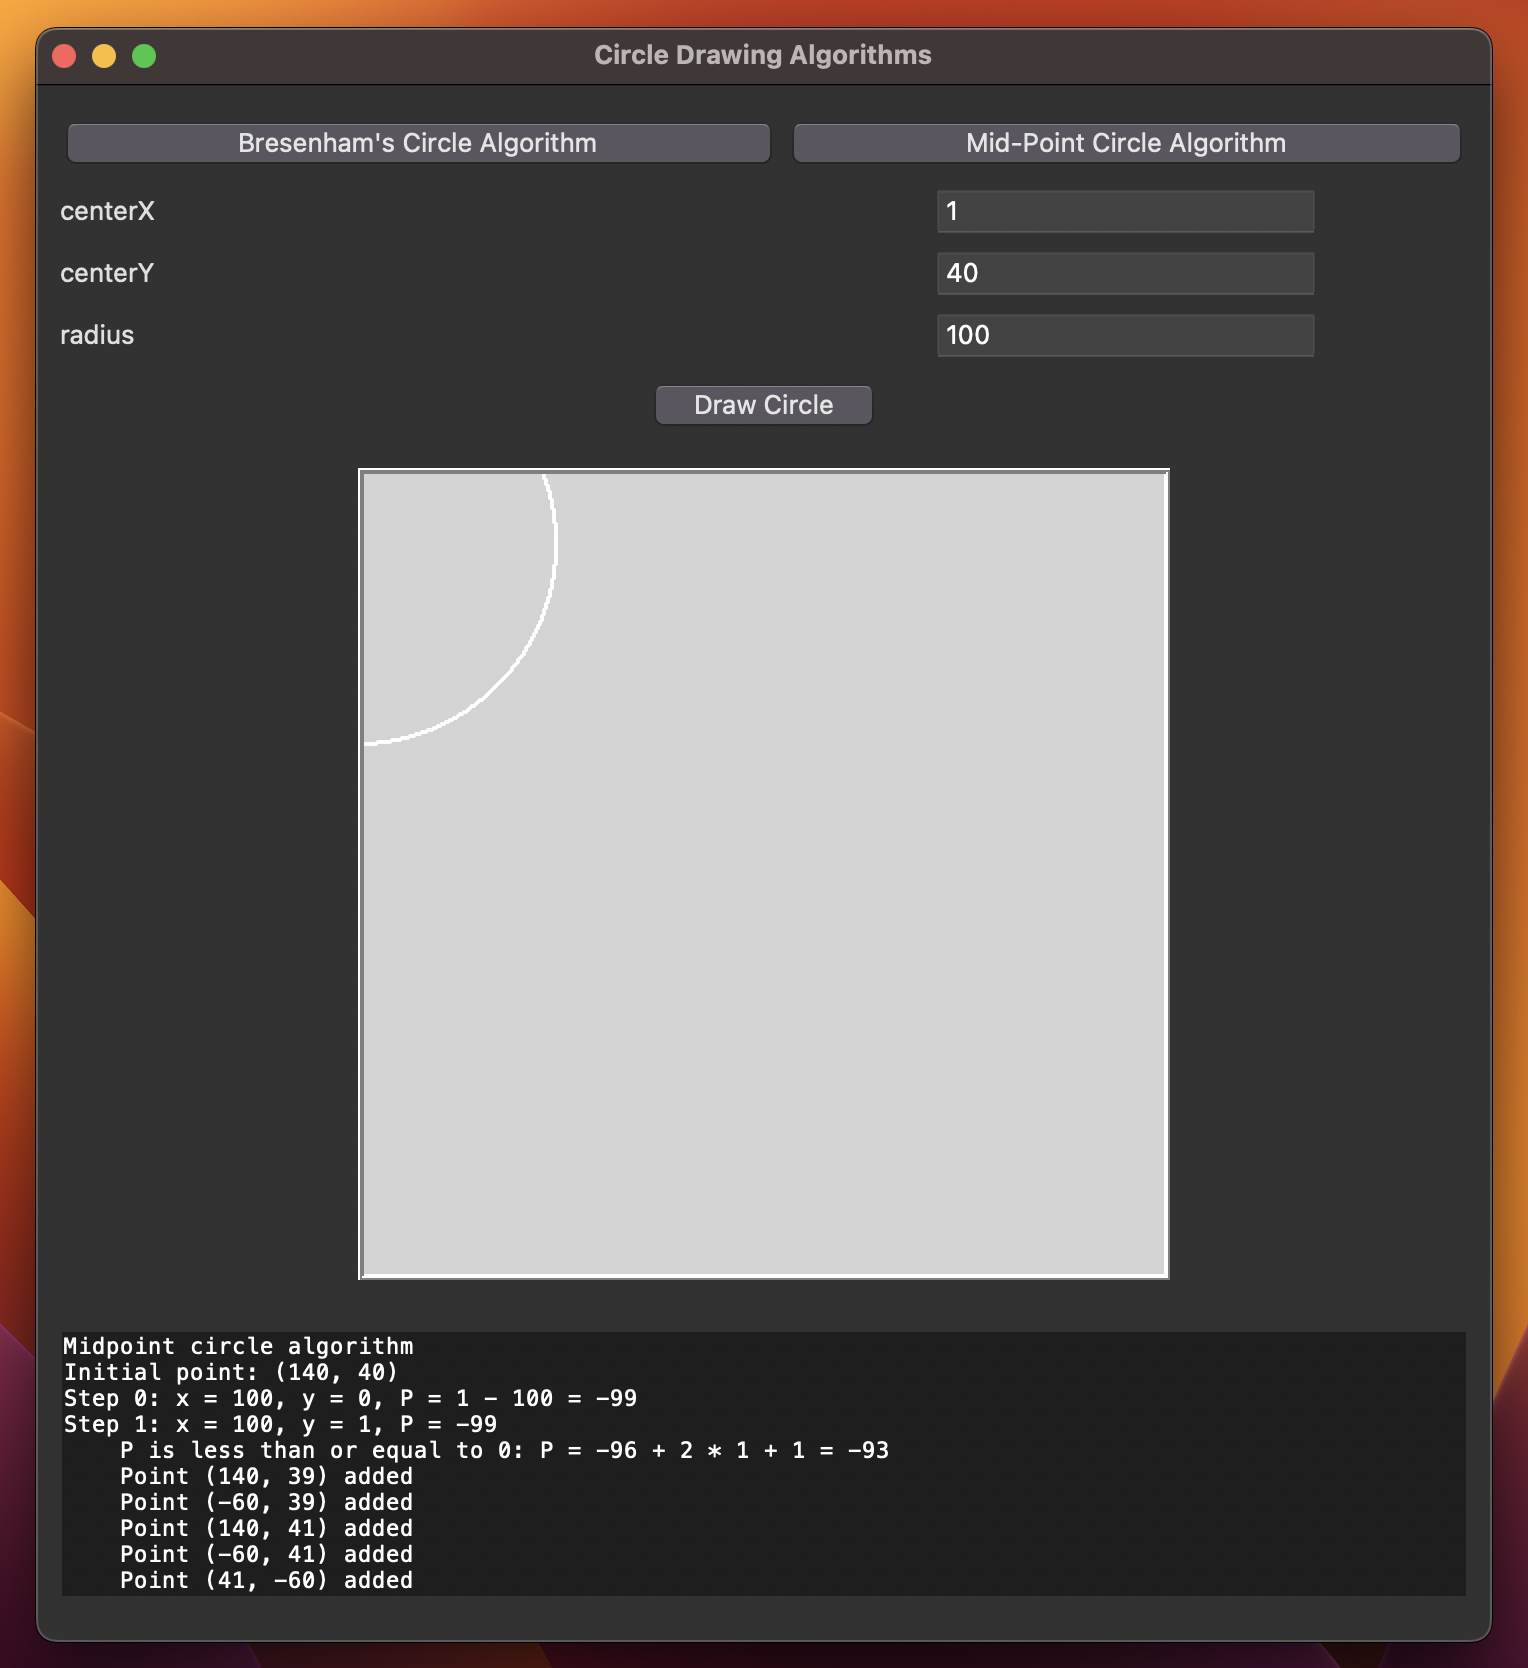 Circle Drawing Algorithms
Bresenham's Circle Algorithm
Mid-Point Circle Algorithm
centerX
1
centerY
40
radius
100
Draw Circle
Midpoint circle algorithm
Initial point: (140, 40)
Step 0: x = 100, y = 0, P = 1 - 100 = -99
Step 1: x = 100, y = 1, P = -99
P is less than or equal to 0: P = -96 + 2 * 1 + 1 = -93
Point (140, 39) added
Point (-60, 39) added
Point (140, 41) added
Point (-60, 41) added
Point (41, -60) added